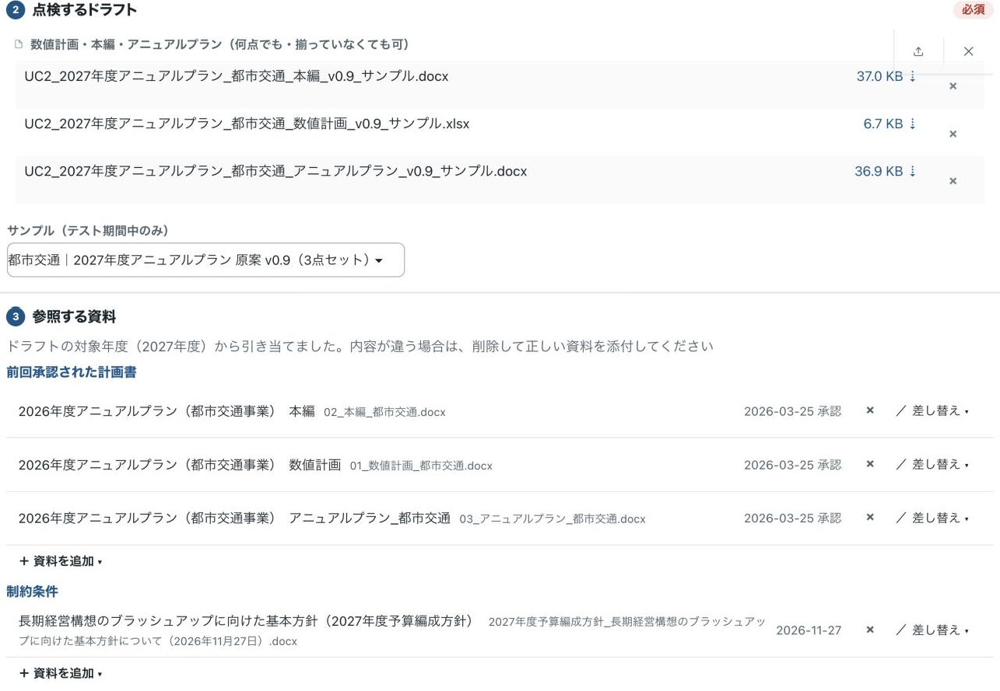 2 点検するドラフト 必須
数値計画・本編・アニュアルプラン（何点でも・揃っていなくても可）
UC2_2027年度アニュアルプラン_都市交通_本編_v0.9_サンプル.docx 37.0 KB
UC2_2027年度アニュアルプラン_都市交通_数値計画_v0.9_サンプル.xlsx 6.7 KB
UC2_2027年度アニュアルプラン_都市交通_アニュアルプラン_v0.9_サンプル.docx 36.9 KB
サンプル（テスト期間中のみ）
都市交通｜2027年度アニュアルプラン 原案 v0.9（3点セット）
3 参照する資料
ドラフトの対象年度（2027年度）から引き当てました。内容が違う場合は、削除して正しい資料を添付してください
前回承認された計画書
2026年度アニュアルプラン（都市交通事業） 本編 02_本編_都市交通.docx 2026-03-25 承認 × ／ 差し替え ▾
2026年度アニュアルプラン（都市交通事業） 数値計画 01_数値計画_都市交通.docx 2026-03-25 承認 × ／ 差し替え ▾
2026年度アニュアルプラン（都市交通事業） アニュアルプラン_都市交通 03_アニュアルプラン_都市交通.docx 2026-03-25 承認 × ／ 差し替え ▾
＋ 資料を追加 ▾
制約条件
長期経営構想のブラッシュアップに向けた基本方針（2027年度予算編成方針） 2027年度予算編成方針_長期経営構想のブラッシュアッ
プに向けた基本方針について（2026年11月27日）.docx 2026-11-27 × ／ 差し替え ▾
＋ 資料を追加 ▾